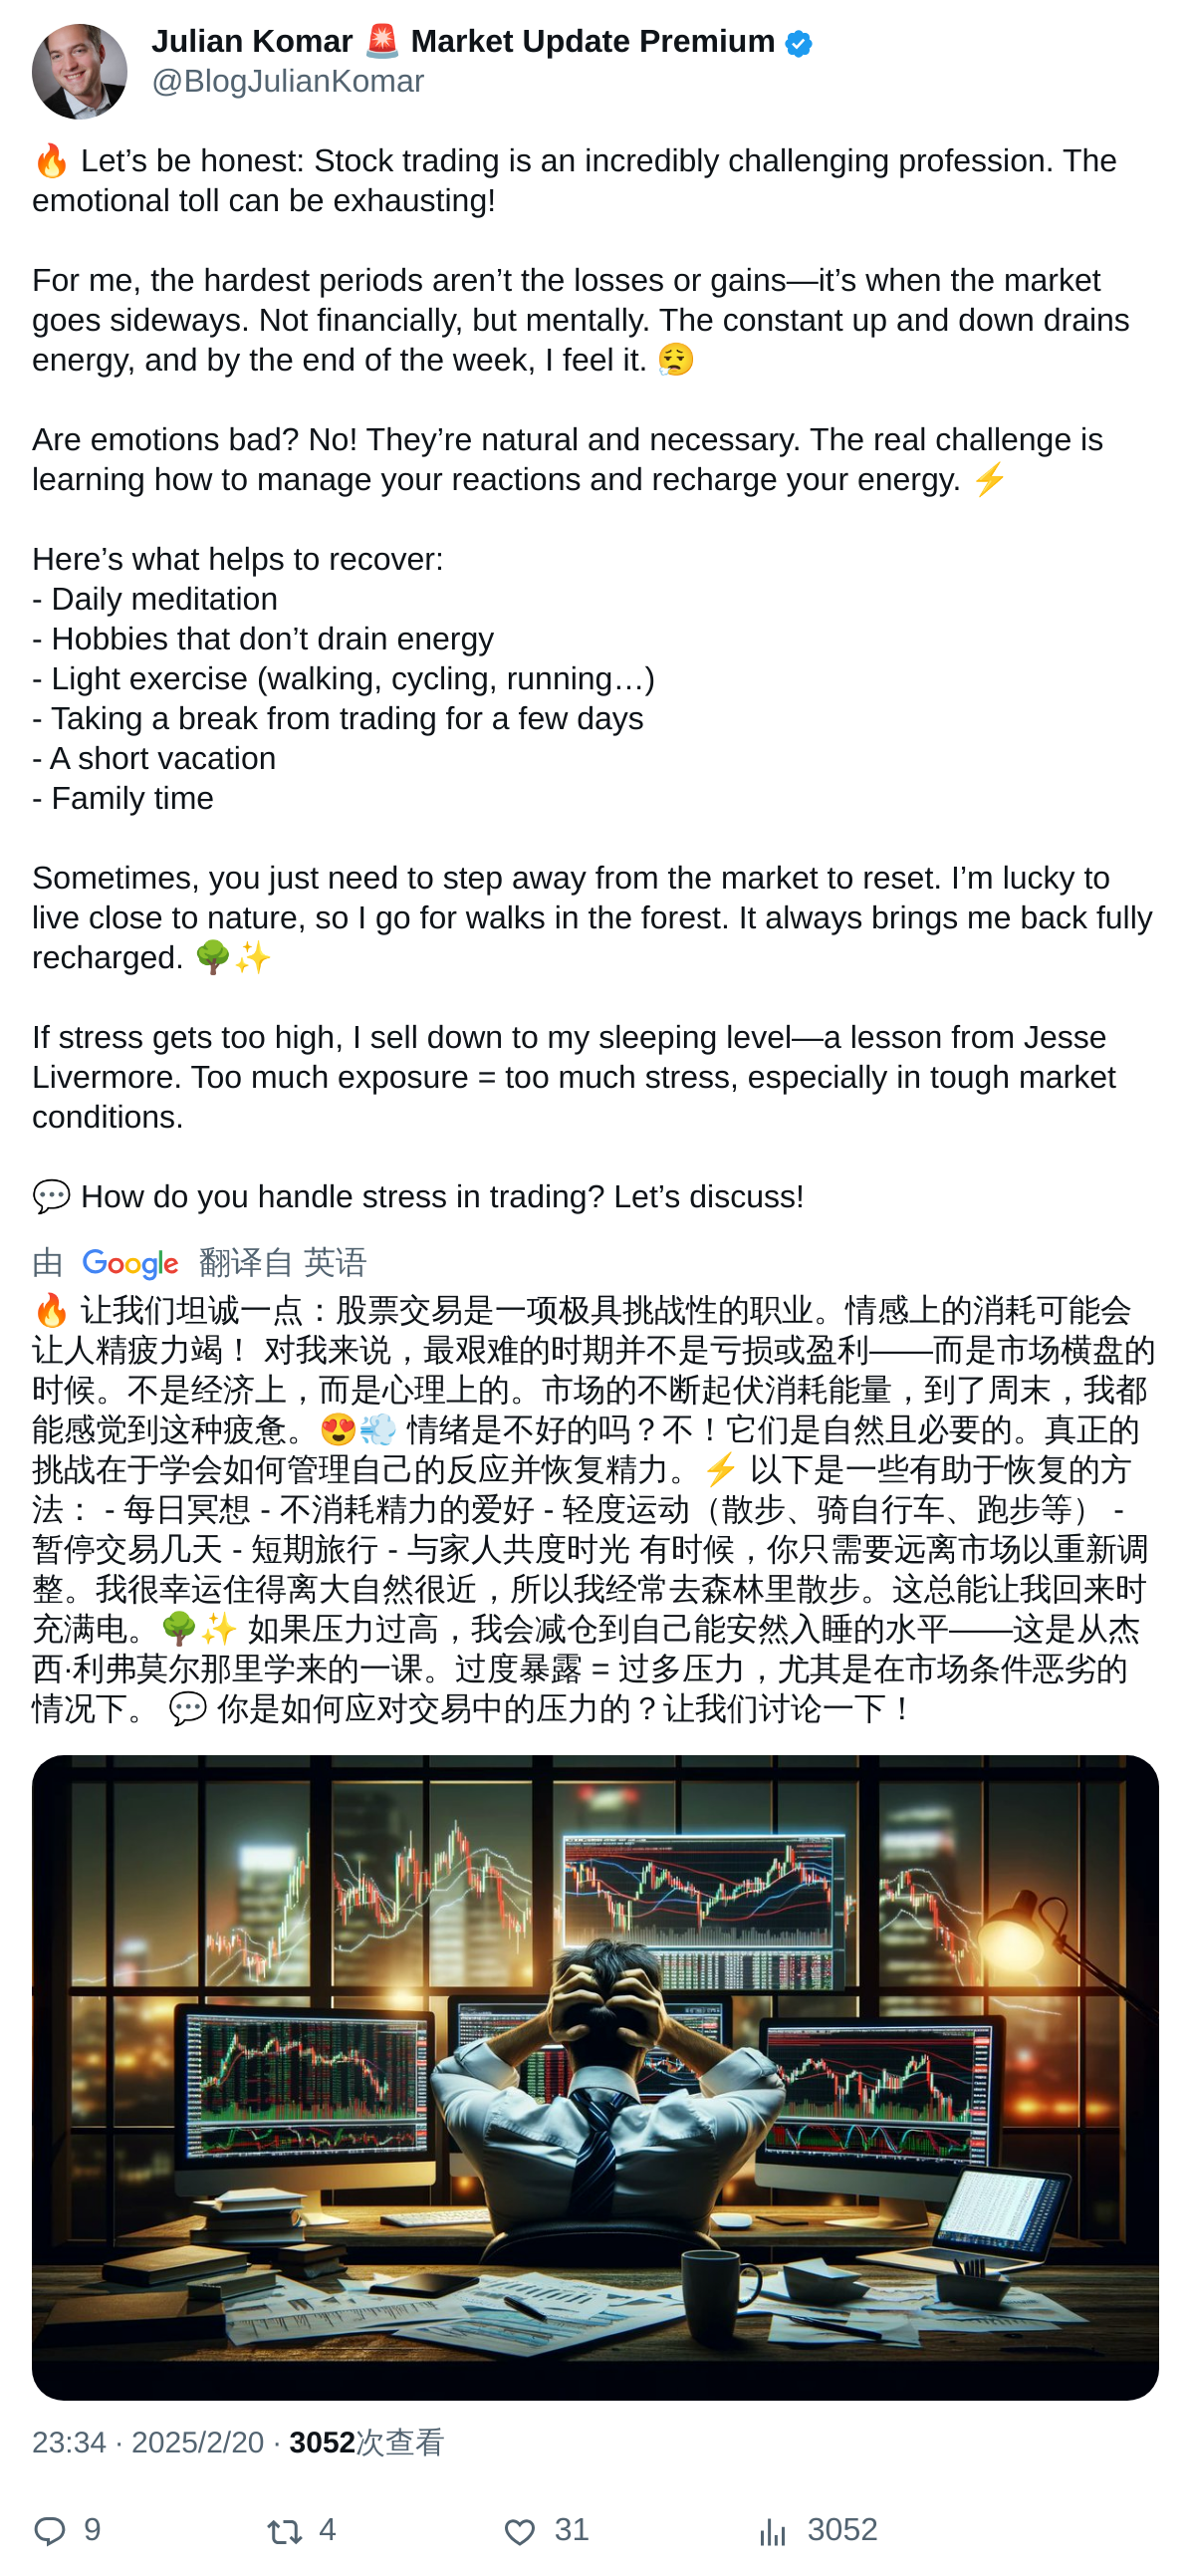 Julian Komar 🚨 Market Update Premium
@BlogJulianKomar
🔥 Let’s be honest: Stock trading is an incredibly challenging profession. The
emotional toll can be exhausting!
For me, the hardest periods aren’t the losses or gains—it’s when the market
goes sideways. Not financially, but mentally. The constant up and down drains
energy, and by the end of the week, I feel it. 😮‍💨
Are emotions bad? No! They’re natural and necessary. The real challenge is
learning how to manage your reactions and recharge your energy. ⚡
Here’s what helps to recover:
- Daily meditation
- Hobbies that don’t drain energy
- Light exercise (walking, cycling, running…)
- Taking a break from trading for a few days
- A short vacation
- Family time
Sometimes, you just need to step away from the market to reset. I’m lucky to
live close to nature, so I go for walks in the forest. It always brings me back fully
recharged. 🌳✨
If stress gets too high, I sell down to my sleeping level—a lesson from Jesse
Livermore. Too much exposure = too much stress, especially in tough market
conditions.
💬 How do you handle stress in trading? Let’s discuss!
由 Google 翻译自 英语
🔥 让我们坦诚一点：股票交易是一项极具挑战性的职业。情感上的消耗可能会
让人精疲力竭！ 对我来说，最艰难的时期并不是亏损或盈利——而是市场横盘的
时候。不是经济上，而是心理上的。市场的不断起伏消耗能量，到了周末，我都
能感觉到这种疲惫。😍💨 情绪是不好的吗？不！它们是自然且必要的。真正的
挑战在于学会如何管理自己的反应并恢复精力。⚡ 以下是一些有助于恢复的方
法： - 每日冥想 - 不消耗精力的爱好 - 轻度运动（散步、骑自行车、跑步等） -
暂停交易几天 - 短期旅行 - 与家人共度时光 有时候，你只需要远离市场以重新调
整。我很幸运住得离大自然很近，所以我经常去森林里散步。这总能让我回来时
充满电。🌳✨ 如果压力过高，我会减仓到自己能安然入睡的水平——这是从杰
西·利弗莫尔那里学来的一课。过度暴露 = 过多压力，尤其是在市场条件恶劣的
情况下。 💬 你是如何应对交易中的压力的？让我们讨论一下！
23:34 · 2025/2/20 · 3052次查看
9 4 31 3052